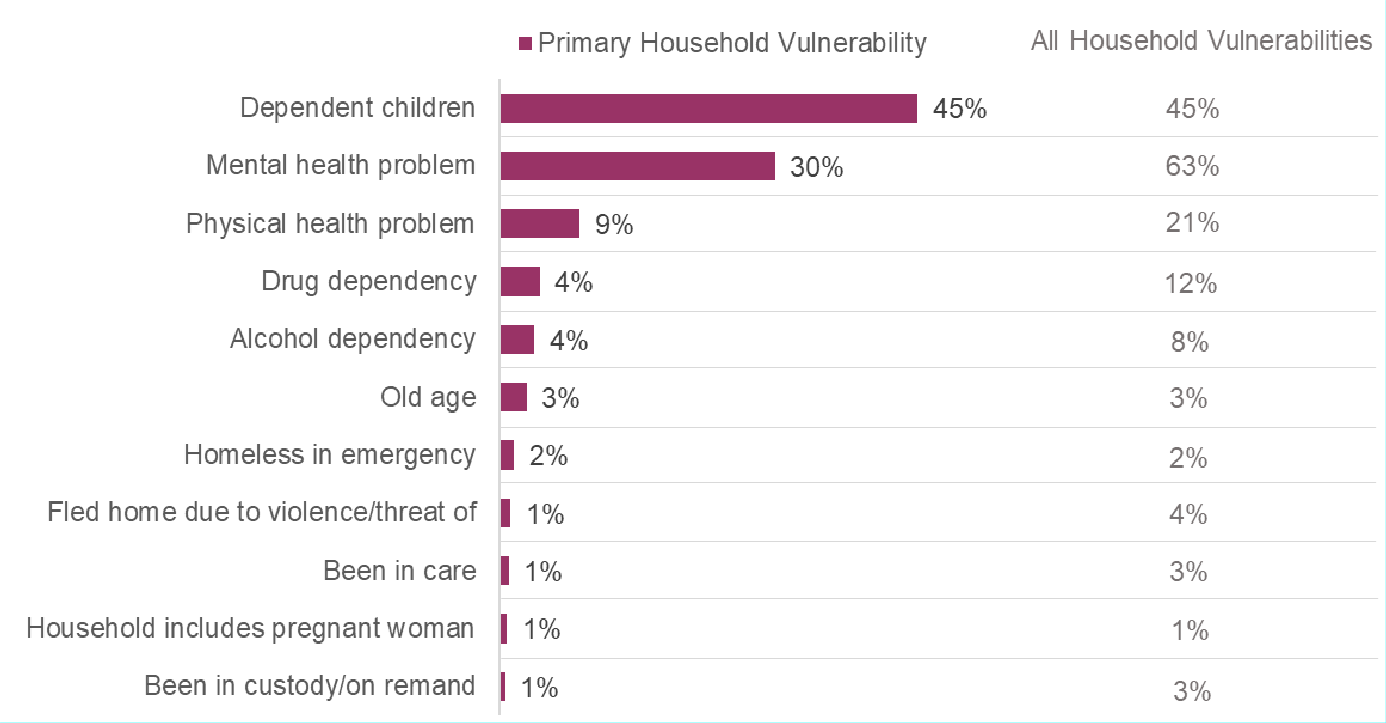 Primary Household Vulnerability All Household Vulnerabilities
Dependent children 45% 45%
Mental health problem 30% 63%
Physical health problem 9% 21%
Drug dependency 4% 12%
Alcohol dependency 4% 8%
Old age 3% 3%
Homeless in emergency 2% 2%
Fled home due to violence/threat of 1% 4%
Been in care 1% 3%
Household includes pregnant woman 1% 1%
Been in custody/on remand 1% 3%